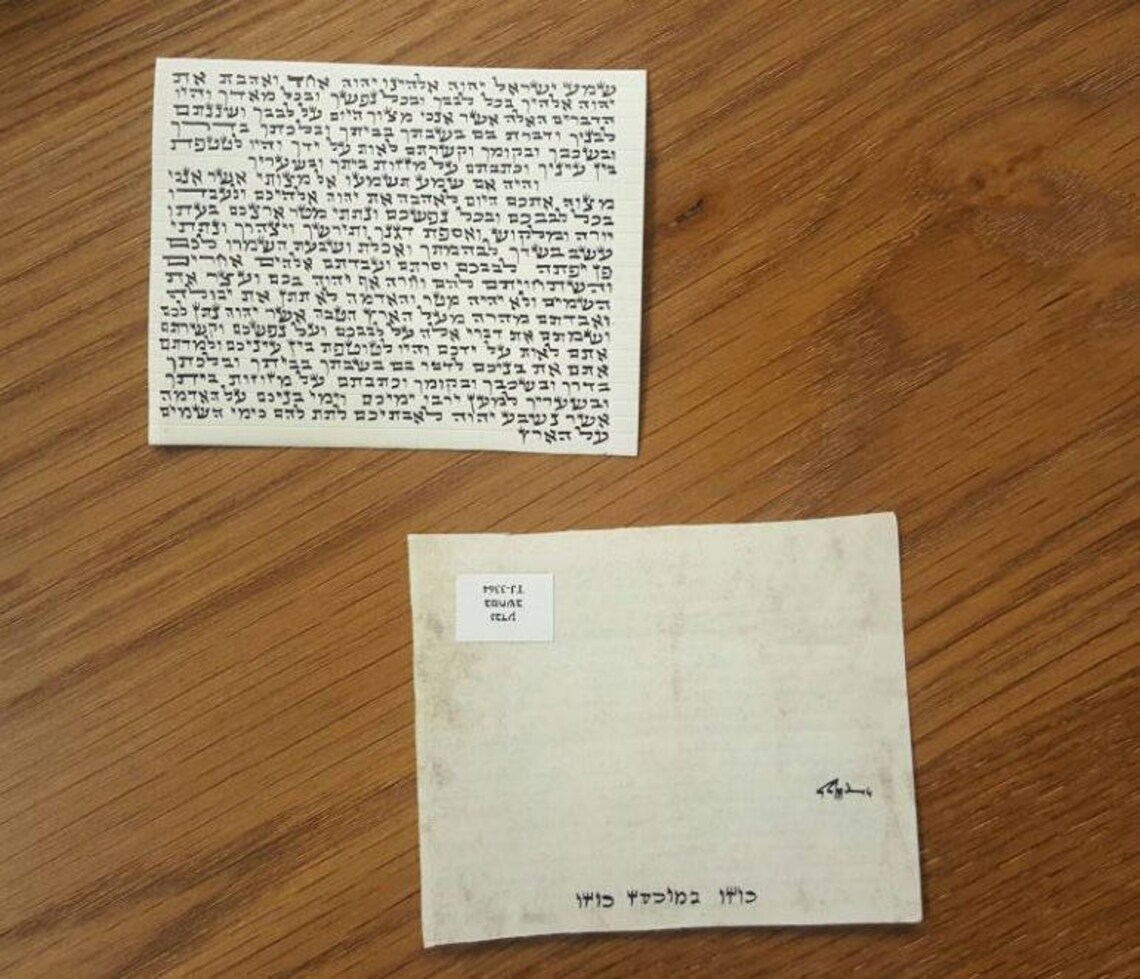 שמע ישראל יהוה אלהינו יהוה אחד ואהבת את
יהוה אלהיך בכל לבבך ובכל נפשך ובכל מאדך והיו
הדברים האלה אשר אנכי מצוך היום על לבבך ושננתם
לבניך ודברת בם בשבתך בביתך ובלכתך בדרך
ובשכבך ובקומך וקשרתם לאות על ידך והיו לטטפת
בין עיניך וכתבתם על מזזות ביתך ובשעריך
והיה אם שמע תשמעו אל מצותי אשר אנכי
מצוה אתכם היום לאהבה את יהוה אלהיכם ולעבדו
בכל לבבכם ובכל נפשכם ונתתי מטר ארצכם בעתו
יורה ומלקוש ואספת דגנך ותירשך ויצהרך ונתתי
עשב בשדך לבהמתך ואכלת ושבעת השמרו לכם
פן יפתה לבבכם וסרתם ועבדתם אלהים אחרים
והשתחויתם להם וחרה אף יהוה בכם ועצר את
השמים ולא יהיה מטר והאדמה לא תתן את יבולה
ואבדתם מהרה מעל הארץ הטבה אשר יהוה נתן לכם
ושמתם את דברי אלה על לבבכם ועל נפשכם וקשרתם
אתם לאות על ידכם והיו לטוטפת בין עיניכם ולמדתם
אתם את בניכם לדבר בם בשבתך בביתך ובלכתך
בדרך ובשכבך ובקומך וכתבתם על מזוזות ביתך
ובשעריך למען ירבו ימיכם וימי בניכם על האדמה
אשר נשבע יהוה לאבתיכם לתת להם כימי השמים
על הארץ
נבדק
במחשב
TJ-3364
כוזו במוכסז כוזו